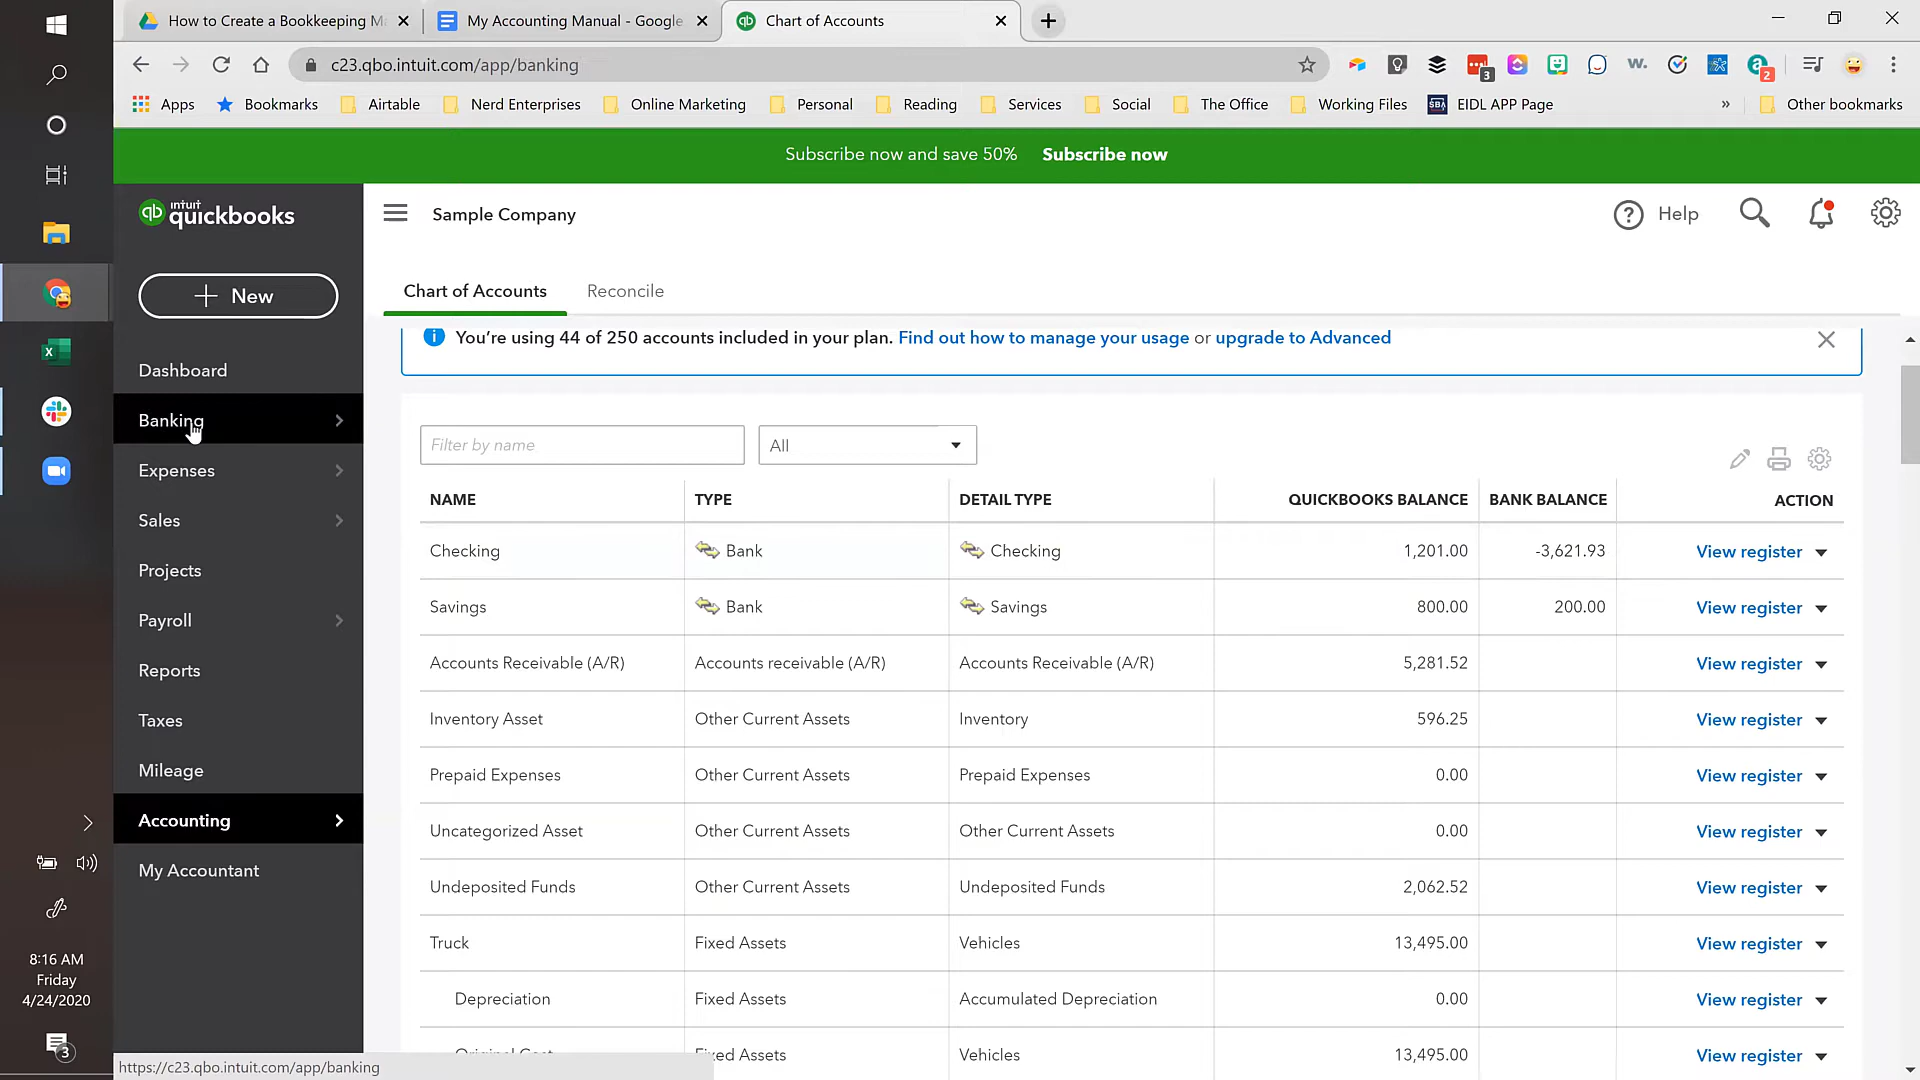 How to Create a Bookkeeping Ma
My Accounting Manual - Google
Chart of Accounts
c23.qbo.intuit.com/app/banking
3
2
Apps
Bookmarks
Airtable
Nerd Enterprises
Online Marketing
Personal
Reading
Services
Social
The Office
Working Files
SBA
EIDL APP Page
»
Other bookmarks
Subscribe now and save 50% Subscribe now
intuit
quickbooks
Sample Company
Help
New
Chart of Accounts
Reconcile
You're using 44 of 250 accounts included in your plan. Find out how to manage your usage or upgrade to Advanced
Dashboard
Banking
Expenses
Sales
Projects
Payroll
Reports
Taxes
Mileage
Accounting
My Accountant
Filter by name
All
NAME TYPE DETAIL TYPE QUICKBOOKS BALANCE BANK BALANCE ACTION
Checking Bank Checking 1,201.00 -3,621.93 View register
Savings Bank Savings 800.00 200.00 View register
Accounts Receivable (A/R) Accounts receivable (A/R) Accounts Receivable (A/R) 5,281.52 View register
Inventory Asset Other Current Assets Inventory 596.25 View register
Prepaid Expenses Other Current Assets Prepaid Expenses 0.00 View register
Uncategorized Asset Other Current Assets Other Current Assets 0.00 View register
Undeposited Funds Other Current Assets Undeposited Funds 2,062.52 View register
Truck Fixed Assets Vehicles 13,495.00 View register
Depreciation Fixed Assets Accumulated Depreciation 0.00 View register
Original Cost Fixed Assets Vehicles 13,495.00 View register
8:16 AM
Friday
4/24/2020
3
https://c23.qbo.intuit.com/app/banking